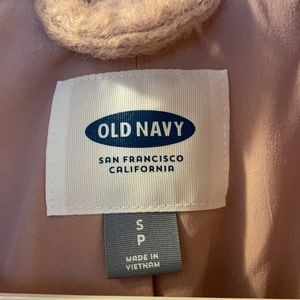 OLD NAVY
SAN FRANCISCO
CALIFORNIA
S
P
MADE IN
VIETNAM